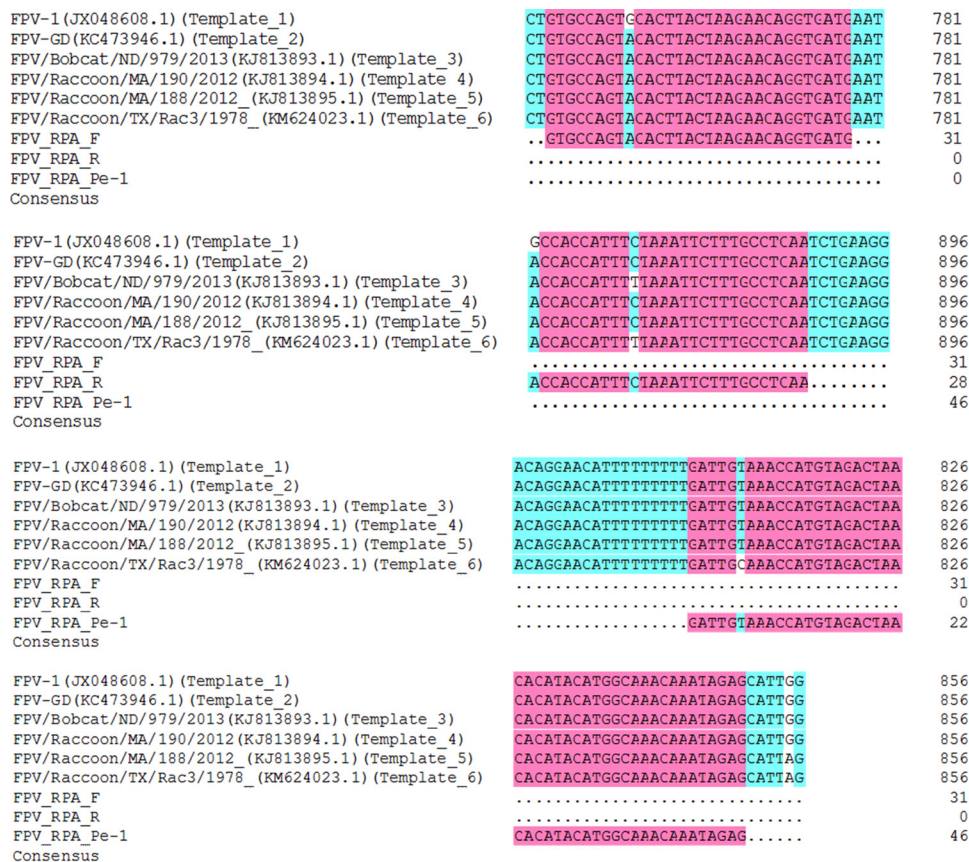 FPV-1(JX048608.1)(Template_1) CTGTGCCAGTGCACTTACTAAGAACAGGTGATGAAT 781
FPV-GD(KC473946.1)(Template_2) CTGTGCCAGTACACTTACTAAGAACAGGTGATGAAT 781
FPV/Bobcat/ND/979/2013(KJ813893.1)(Template_3) CTGTGCCAGTACACTTACTAAGAACAGGTGATGAAT 781
FPV/Raccoon/MA/190/2012(KJ813894.1)(Template_4) CTGTGCCAGTACACTTACTAAGAACAGGTGATGAAT 781
FPV/Raccoon/MA/188/2012_(KJ813895.1)(Template_5) CTGTGCCAGTACACTTACTAAGAACAGGTGATGAAT 781
FPV/Raccoon/TX/Rac3/1978_(KM624023.1)(Template_6) CTGTGCCAGTACACTTACTAAGAACAGGTGATGAAT 781
FPV_RPA_F ..GTGCCAGTACACTTACTAAGAACAGGTGATG... 31
FPV_RPA_R .................................... 0
FPV_RPA_Pe-1 .................................... 0
Consensus
FPV-1(JX048608.1)(Template_1) GCCACCATTTCTAAATTCTTTGCCTCAATCTGAAGG 896
FPV-GD(KC473946.1)(Template_2) ACCACCATTTCTAAATTCTTTGCCTCAATCTGAAGG 896
FPV/Bobcat/ND/979/2013(KJ813893.1)(Template_3) ACCACCATTTTTAAATTCTTTGCCTCAATCTGAAGG 896
FPV/Raccoon/MA/190/2012(KJ813894.1)(Template_4) ACCACCATTTCTAAATTCTTTGCCTCAATCTGAAGG 896
FPV/Raccoon/MA/188/2012_(KJ813895.1)(Template_5) ACCACCATTTCTAAATTCTTTGCCTCAATCTGAAGG 896
FPV/Raccoon/TX/Rac3/1978_(KM624023.1)(Template_6) ACCACCATTTTTAAATTCTTTGCCTCAATCTGAAGG 896
FPV_RPA_F .................................... 31
FPV_RPA_R ACCACCATTTCTAAATTCTTTGCCTCAA........ 28
FPV_RPA_Pe-1 .................................... 46
Consensus
FPV-1(JX048608.1)(Template_1) ACAGGAACATTTTTTTTTGATTGTAAACCATGTAGACTAA 826
FPV-GD(KC473946.1)(Template_2) ACAGGAACATTTTTTTTTGATTGTAAACCATGTAGACTAA 826
FPV/Bobcat/ND/979/2013(KJ813893.1)(Template_3) ACAGGAACATTTTTTTTTGATTGTAAACCATGTAGACTAA 826
FPV/Raccoon/MA/190/2012(KJ813894.1)(Template_4) ACAGGAACATTTTTTTTTGATTGTAAACCATGTAGACTAA 826
FPV/Raccoon/MA/188/2012_(KJ813895.1)(Template_5) ACAGGAACATTTTTTTTTGATTGTAAACCATGTAGACTAA 826
FPV/Raccoon/TX/Rac3/1978_(KM624023.1)(Template_6) ACAGGAACATTTTTTTTTGATTGCAAACCATGTAGACTAA 826
FPV_RPA_F ........................................ 31
FPV_RPA_R ........................................ 0
FPV_RPA_Pe-1 ..................GATTGTAAACCATGTAGACTAA 22
Consensus
FPV-1(JX048608.1)(Template_1) CACATACATGGCAAACAAATAGAGCATTGG 856
FPV-GD(KC473946.1)(Template_2) CACATACATGGCAAACAAATAGAGCATTGG 856
FPV/Bobcat/ND/979/2013(KJ813893.1)(Template_3) CACATACATGGCAAACAAATAGAGCATTGG 856
FPV/Raccoon/MA/190/2012(KJ813894.1)(Template_4) CACATACATGGCAAACAAATAGAGCATTGG 856
FPV/Raccoon/MA/188/2012_(KJ813895.1)(Template_5) CACATACATGGCAAACAAATAGAGCATTAG 856
FPV/Raccoon/TX/Rac3/1978_(KM624023.1)(Template_6) CACATACATGGCAAACAAATAGAGCATTAG 856
FPV_RPA_F .............................. 31
FPV_RPA_R .............................. 0
FPV_RPA_Pe-1 CACATACATGGCAAACAAATAGAG...... 46
Consensus